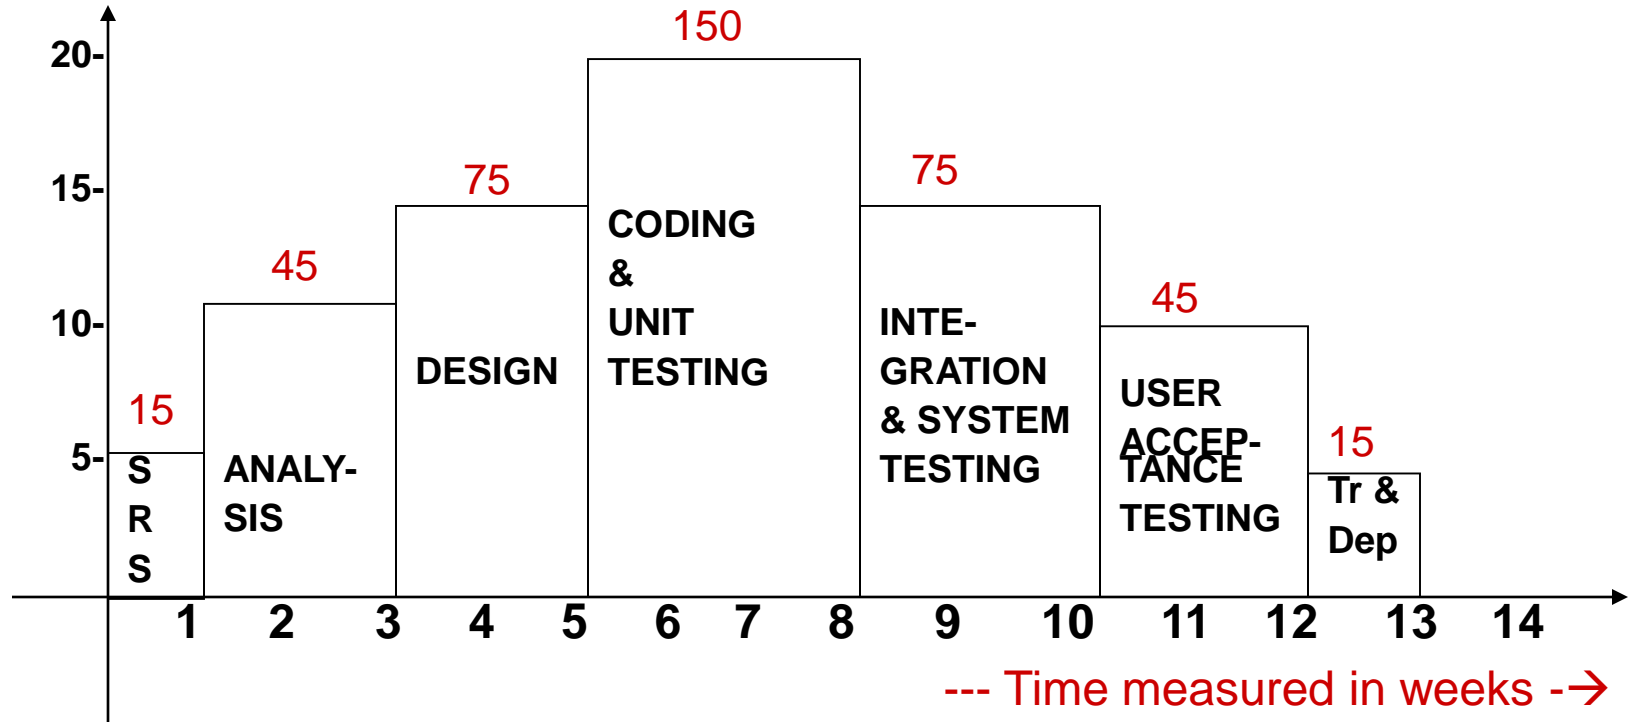 150
20-
75
75
15-
CODING
&
UNIT
TESTING
45
45
10-
INTE-
GRATION
& SYSTEM
TESTING
DESIGN
USER
ACCEP-
TANCE
TESTING
15
15
5-
S
R
S
ANALY-
SIS
Tr &
Dep
1 2 3 4 5 6 7 8 9 10 11 12 13 14
--- Time measured in weeks -→